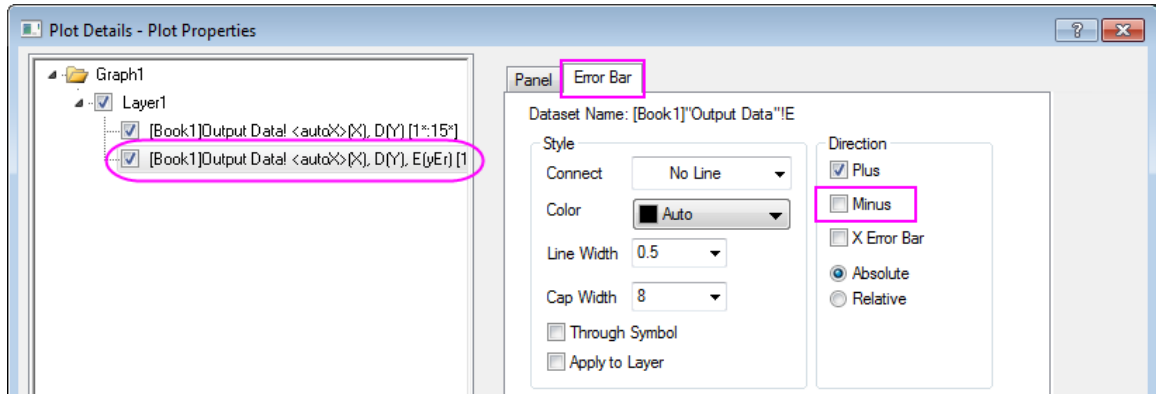 Plot Details - Plot Properties
Graph1
Layer1
[Book1]Output Data! <autoX>(X), D(Y) [1*:15*]
[Book1]Output Data! <autoX>(X), D(Y), E(yEr) [1
Panel
Error Bar
Dataset Name: [Book1]"Output Data"!E
Style
Connect No Line
Color Auto
Line Width 0.5
Cap Width 8
Through Symbol
Apply to Layer
Direction
Plus
Minus
X Error Bar
Absolute
Relative